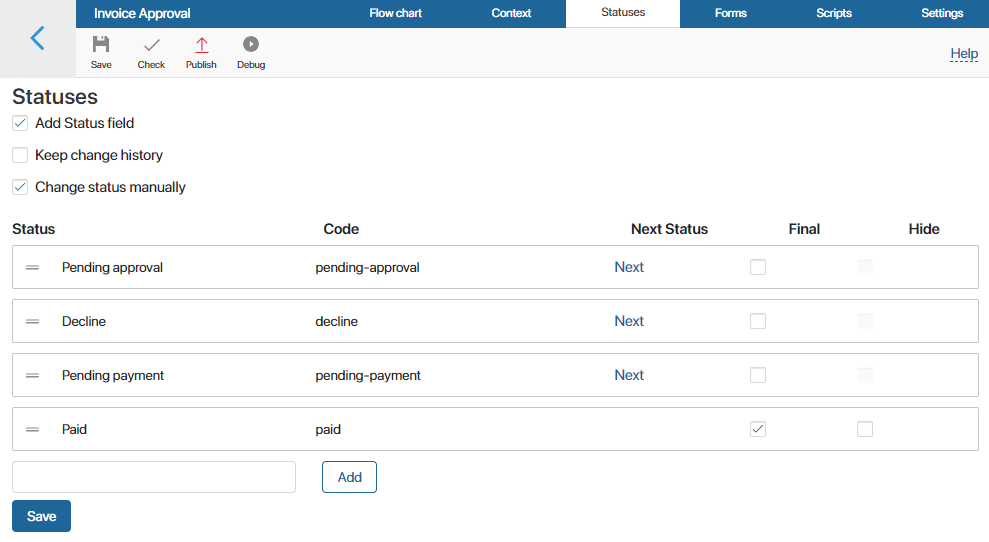 Invoice Approval Flow chart Context Statuses Forms Scripts Settings
Save Check Publish Debug Help
Statuses
Add Status field
Keep change history
Change status manually
Status Code Next Status Final Hide
Pending approval pending-approval Next
Decline decline Next
Pending payment pending-payment Next
Paid paid
Add
Save